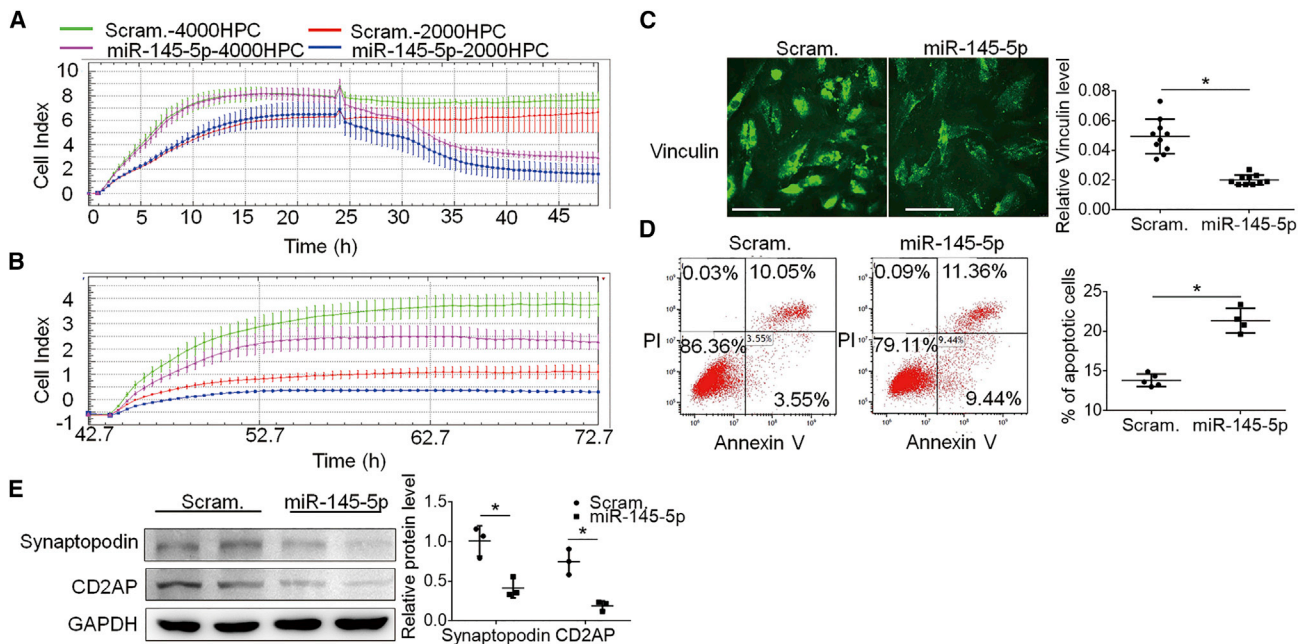 A
Scram.-4000HPC Scram.-2000HPC
miR-145-5p-4000HPC miR-145-5p-2000HPC
Cell Index
10
8
6
4
2
0
0 5 10 15 20 25 30 35 40 45
Time (h)
B
Cell Index
4
3
2
1
0
-1
42.7 52.7 62.7 72.7
Time (h)
C
Scram. miR-145-5p
Vinculin
Relative Vinculin level
*
0.08
0.06
0.04
0.02
0.00
Scram. miR-145-5p
D
Scram. miR-145-5p
0.03% 10.05%
PI
86.36% 3.55%
3.55%
Annexin V
0.09% 11.36%
PI
79.11% 9.44%
9.44%
Annexin V
% of apoptotic cells
*
25
20
15
10
Scram. miR-145-5p
E
Scram. miR-145-5p
Synaptopodin
CD2AP
GAPDH
Relative protein level
1.5
1.0
0.5
0.0
Scram.
miR-145-5p
* *
Synaptopodin CD2AP